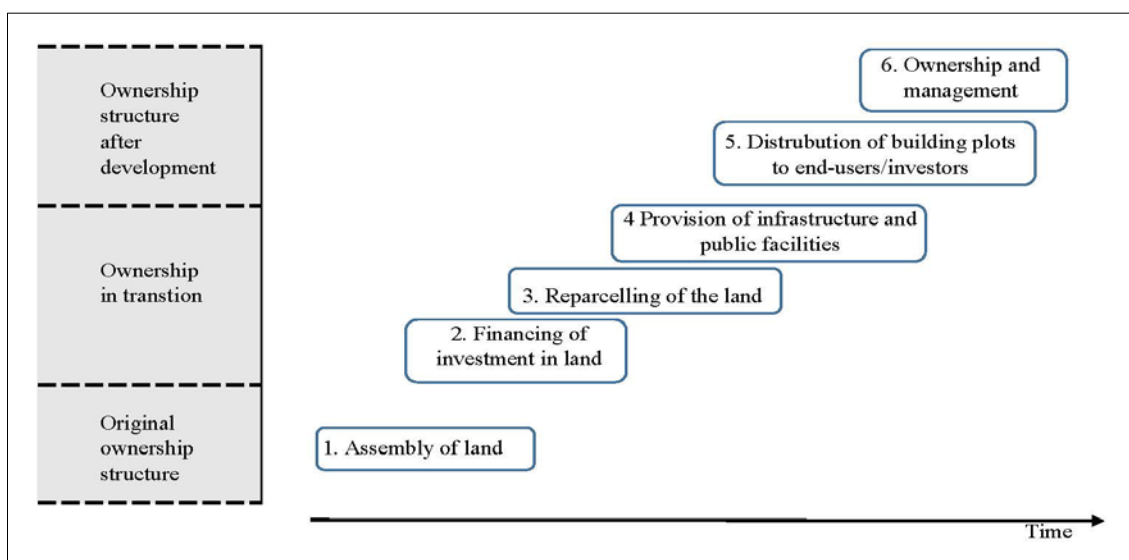 Ownership
structure
after
development
Ownership
in transtion
Original
ownership
structure
6. Ownership and
management
5. Distrubution of building plots
to end-users/investors
4 Provision of infrastructure and
public facilities
3. Reparcelling of the land
2. Financing of
investment in land
1. Assembly of land
Time